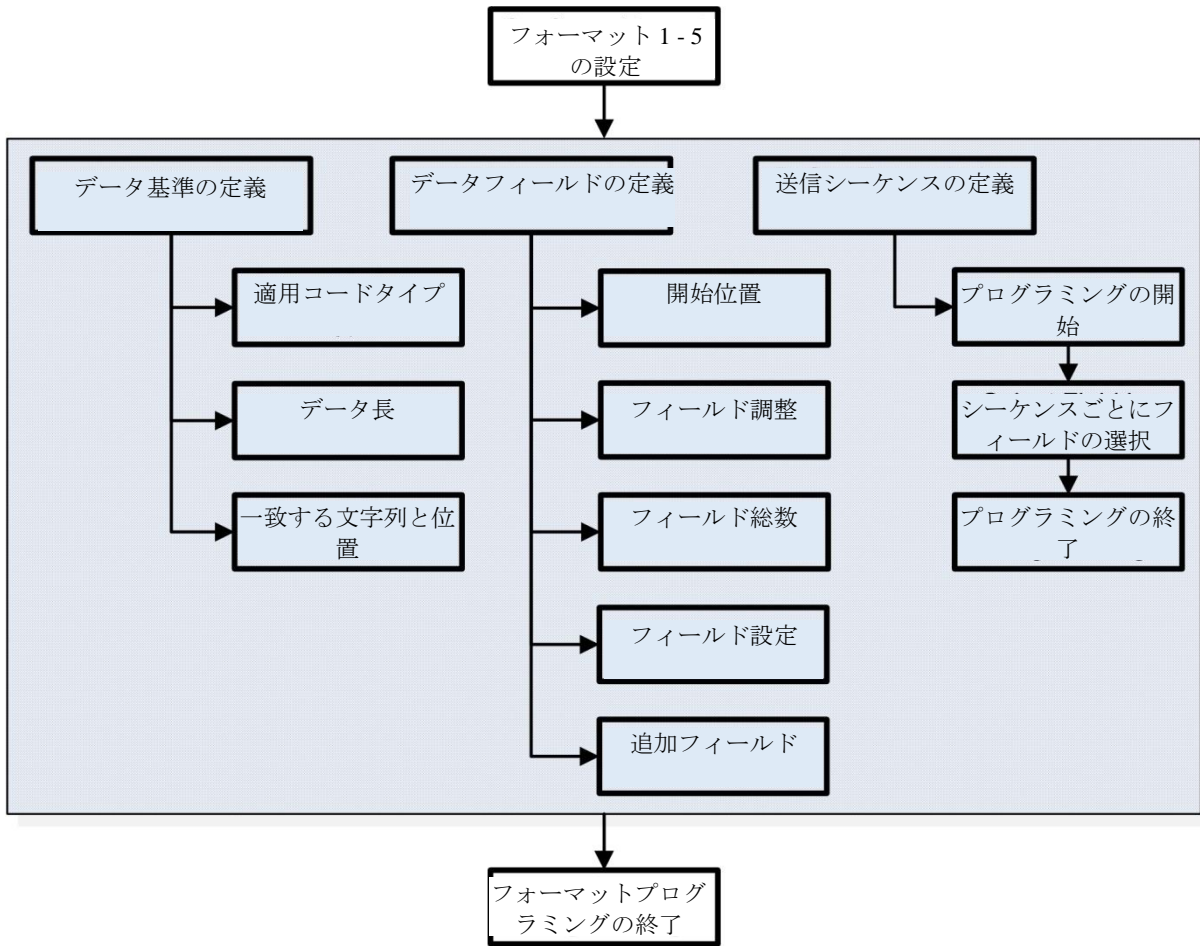 フォーマット 1 - 5
の設定
データ基準の定義
適用コードタイプ
データ長
一致する文字列と位
置
データフィールドの定義
開始位置
フィールド調整
フィールド総数
フィールド設定
追加フィールド
送信シーケンスの定義
プログラミングの開
始
シーケンスごとにフ
ィールドの選択
プログラミングの終
了
フォーマットプログ
ラミングの終了